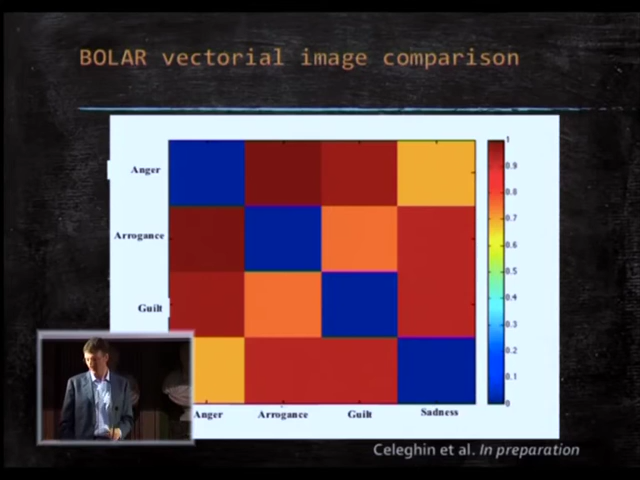 BOLAR vectorial image comparison
Anger
Arrogance
Guilt
1
0.9
0.8
0.7
0.6
0.5
0.4
0.3
0.2
0.1
0
Anger Arrogance Guilt Sadness
Celeghin et al. In preparation